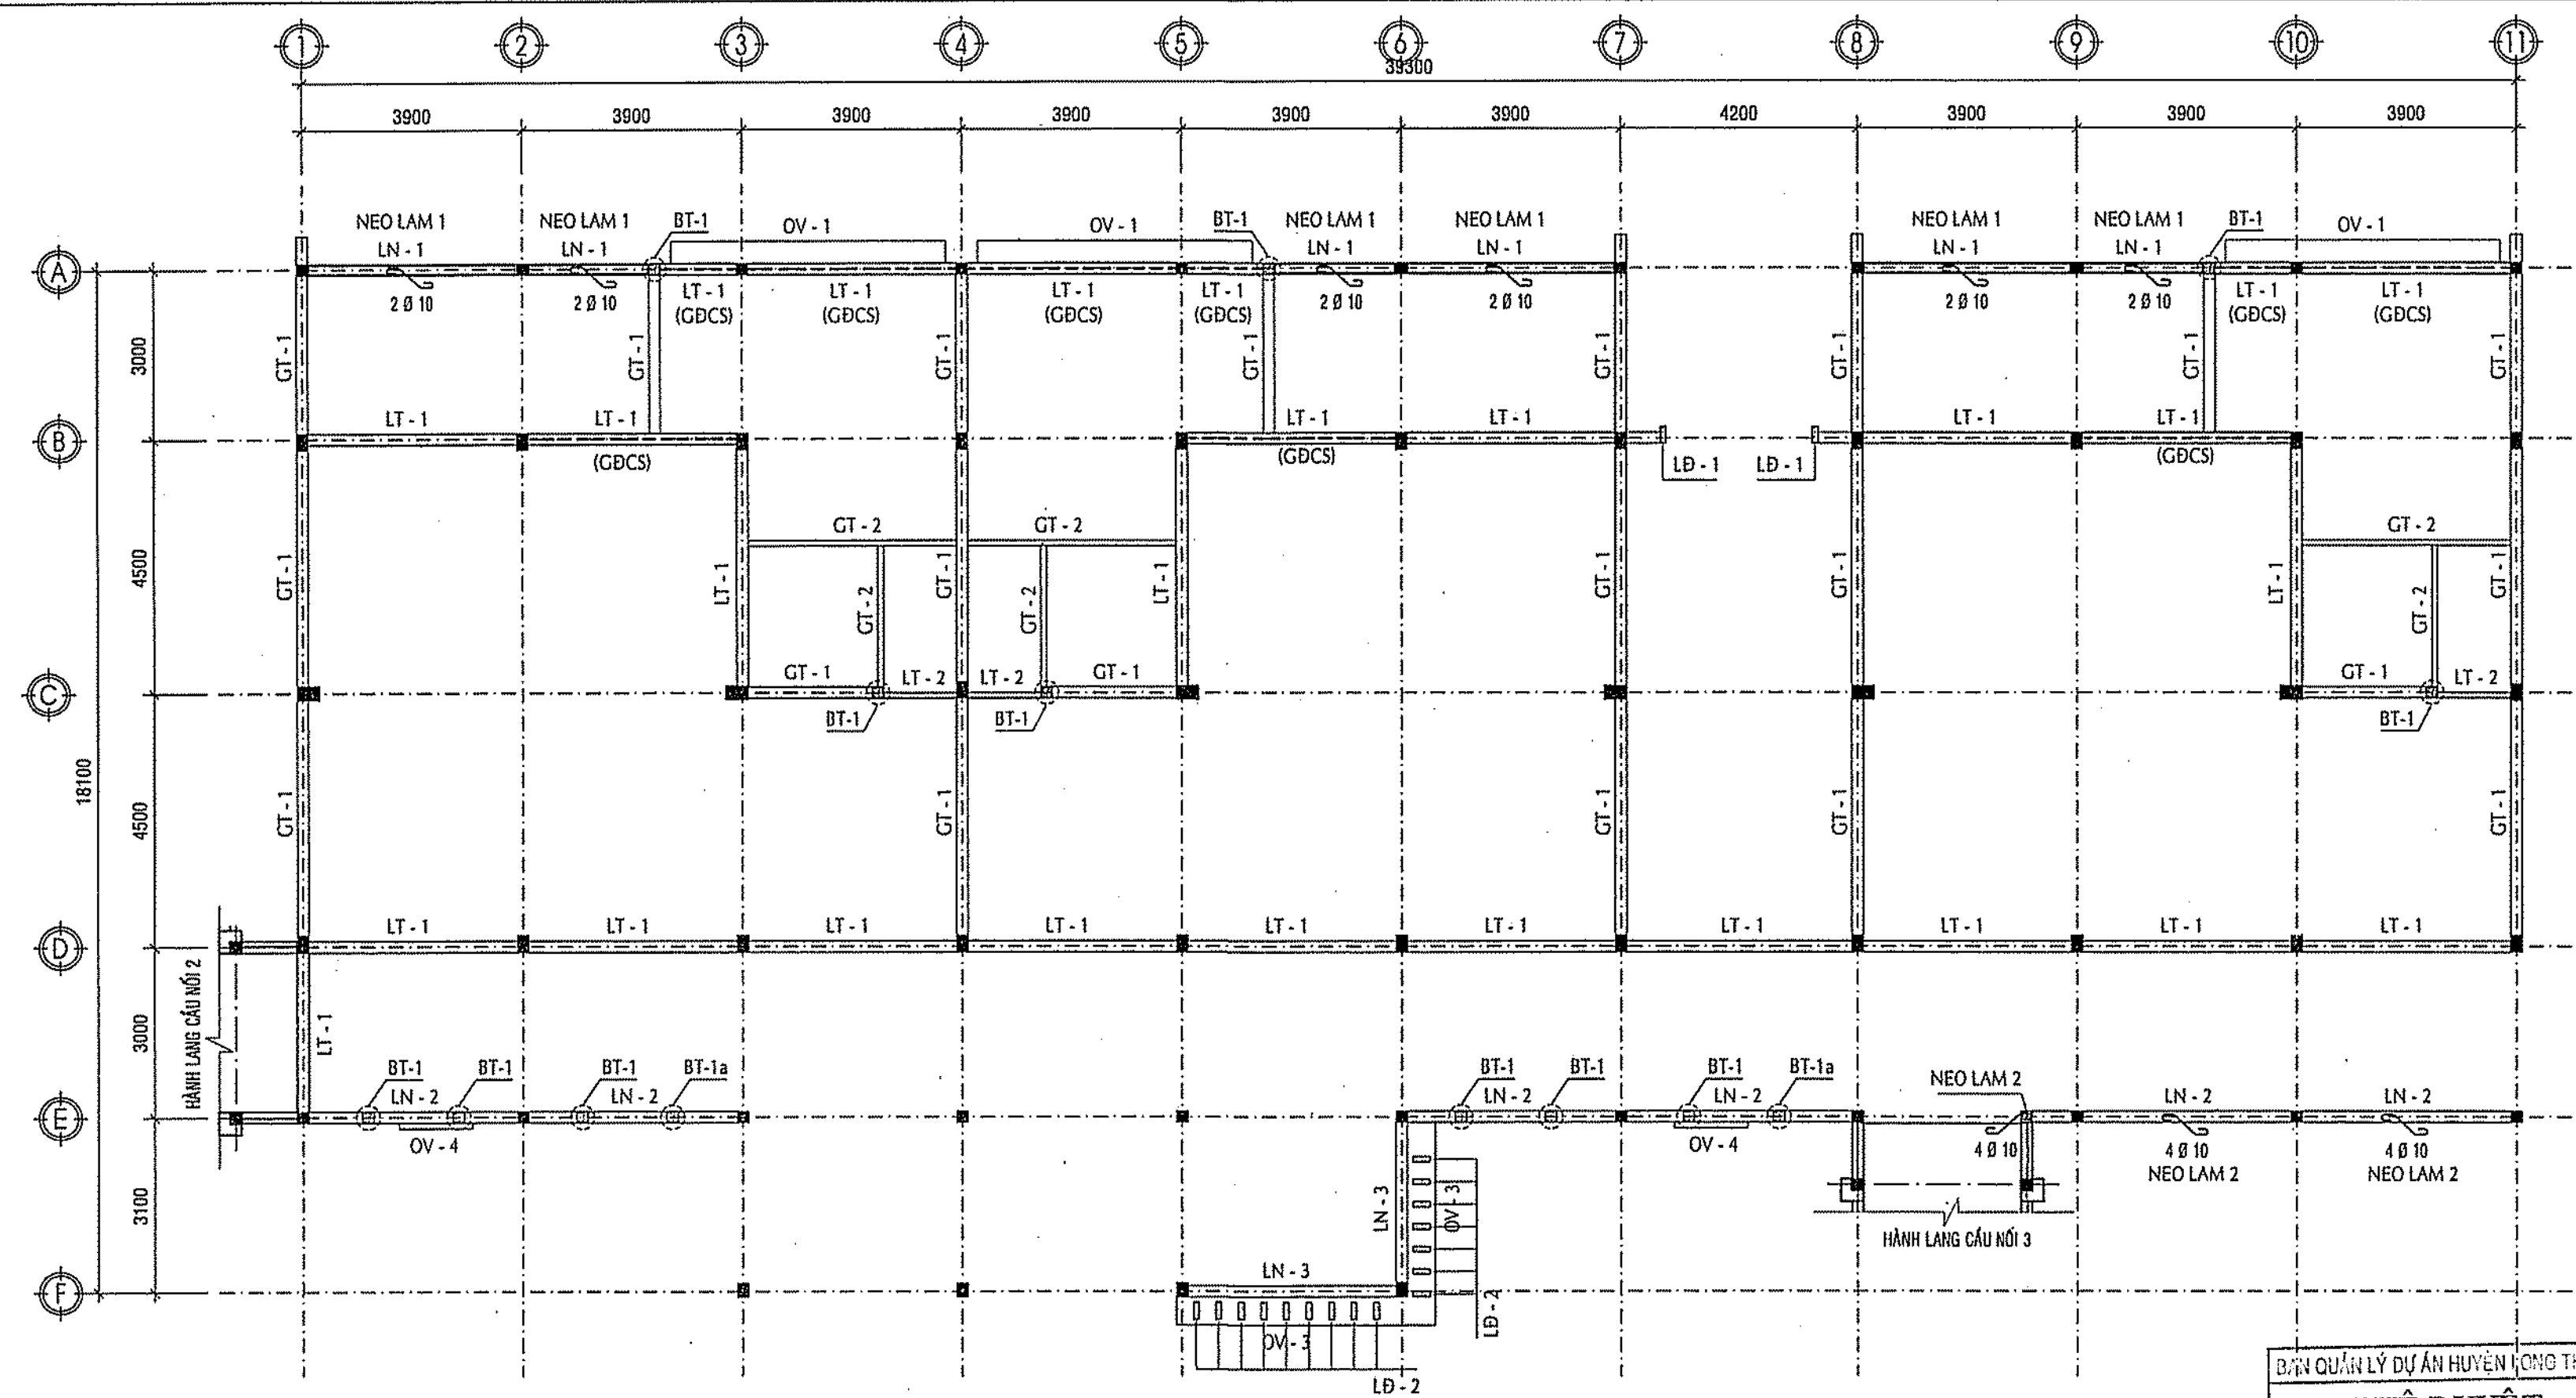 1 2 3 4 5 6 7 8 9 10 11
39300
3900 3900 3900 3900 3900 3900 4200 3900 3900 3900
NEO LAM 1 NEO LAM 1 BT-1 OV - 1 OV - 1 BT-1 NEO LAM 1 NEO LAM 1 NEO LAM 1 NEO LAM 1 BT-1 OV - 1
LN - 1 LN - 1 LN - 1 LN - 1 LN - 1 LN - 1
A
2 Ø 10 2 Ø 10 LT - 1 LT - 1 LT - 1 LT - 1 2 Ø 10 2 Ø 10 2 Ø 10 2 Ø 10 LT - 1 LT - 1
(GĐCS) (GĐCS) (GĐCS) (GĐCS) (GĐCS) (GĐCS)
3000 GT - 1 GT - 1 GT - 1 GT - 1 GT - 1 GT - 1 GT - 1 GT - 1
LT - 1 LT - 1 LT - 1 LT - 1 LT - 1 LT - 1
B
(GĐCS) (GĐCS) LĐ - 1 LĐ - 1 (GĐCS)
GT - 2 GT - 2 GT - 2
4500 GT - 1 LT - 1 GT - 2 GT - 1 GT - 2 LT - 1 GT - 1 GT - 1 LT - 1 GT - 2 GT - 1
GT - 1 LT - 2 LT - 2 GT - 1 GT - 1 LT - 2
C
BT-1 BT-1 BT-1
18100
4500 GT - 1 GT - 1 GT - 1 GT - 1 GT - 1
LT - 1 LT - 1 LT - 1 LT - 1 LT - 1 LT - 1 LT - 1 LT - 1 LT - 1 LT - 1
D
HÀNH LANG CẦU NỐI 2
3000 LT - 1
BT-1 BT-1 BT-1 BT-1a BT-1 BT-1 BT-1 BT-1a NEO LAM 2
LN - 2 LN - 2 LN - 2 LN - 2 LN - 2 LN - 2
E
OV - 4 OV - 4 4 Ø 10 4 Ø 10 4 Ø 10
NEO LAM 2 NEO LAM 2
3100 LN - 3 OV - 3
HÀNH LANG CẦU NỐI 3
LN - 3
F
LĐ - 2
OV - 3
LĐ - 2
BAN QUẢN LÝ DỰ ÁN HUYỆN LONG